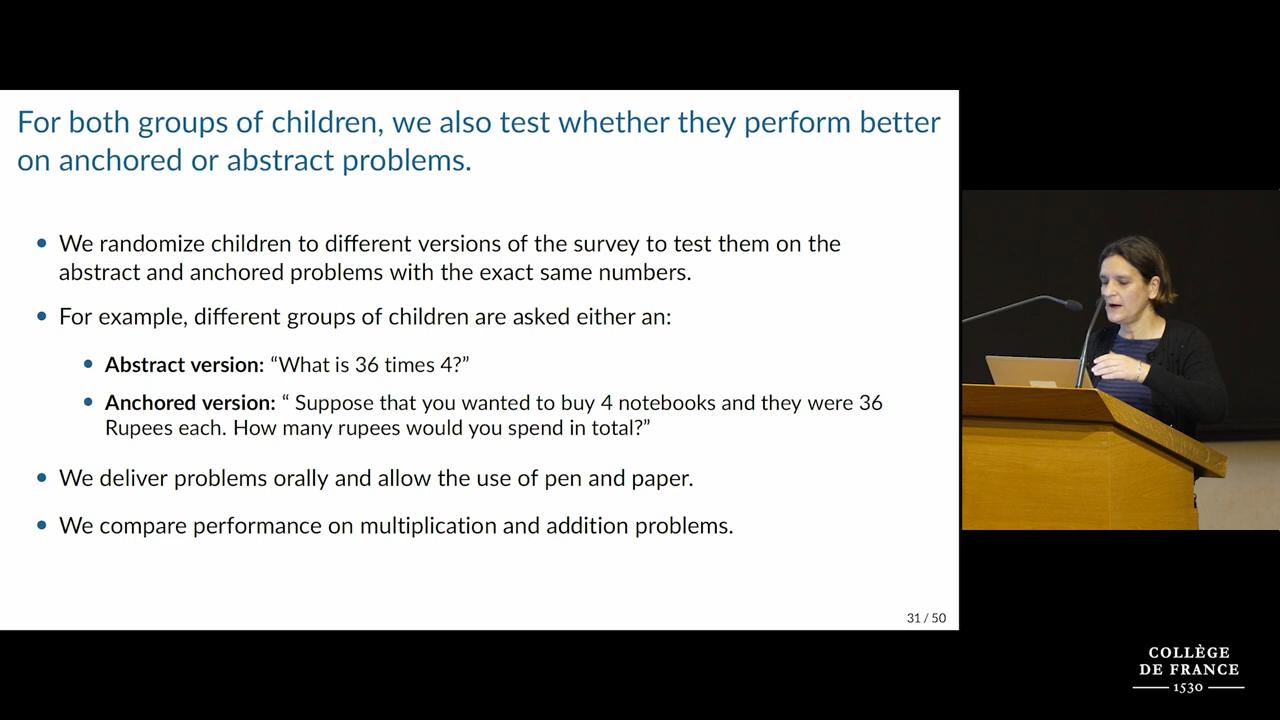 For both groups of children, we also test whether they perform better
on anchored or abstract problems.
• We randomize children to different versions of the survey to test them on the
abstract and anchored problems with the exact same numbers.
• For example, different groups of children are asked either an:
• Abstract version: “What is 36 times 4?”
• Anchored version: “ Suppose that you wanted to buy 4 notebooks and they were 36
Rupees each. How many rupees would you spend in total?”
• We deliver problems orally and allow the use of pen and paper.
• We compare performance on multiplication and addition problems.
31 / 50
COLLÈGE
DE FRANCE
1530